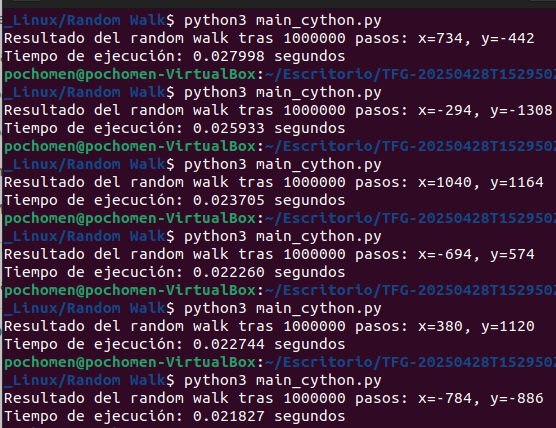 _Linux/Random Walk$ python3 main_cython.py
Resultado del random walk tras 1000000 pasos: x=734, y=-442
Tiempo de ejecución: 0.027998 segundos
pochomen@pochomen-VirtualBox:~/Escritorio/TFG-20250428T152950Z
_Linux/Random Walk$ python3 main_cython.py
Resultado del random walk tras 1000000 pasos: x=-294, y=-1308
Tiempo de ejecución: 0.025933 segundos
pochomen@pochomen-VirtualBox:~/Escritorio/TFG-20250428T152950Z
_Linux/Random Walk$ python3 main_cython.py
Resultado del random walk tras 1000000 pasos: x=1040, y=1164
Tiempo de ejecución: 0.023705 segundos
pochomen@pochomen-VirtualBox:~/Escritorio/TFG-20250428T152950Z
_Linux/Random Walk$ python3 main_cython.py
Resultado del random walk tras 1000000 pasos: x=-694, y=574
Tiempo de ejecución: 0.022260 segundos
pochomen@pochomen-VirtualBox:~/Escritorio/TFG-20250428T152950Z
_Linux/Random Walk$ python3 main_cython.py
Resultado del random walk tras 1000000 pasos: x=380, y=1120
Tiempo de ejecución: 0.022744 segundos
pochomen@pochomen-VirtualBox:~/Escritorio/TFG-20250428T152950Z
_Linux/Random Walk$ python3 main_cython.py
Resultado del random walk tras 1000000 pasos: x=-784, y=-886
Tiempo de ejecución: 0.021827 segundos